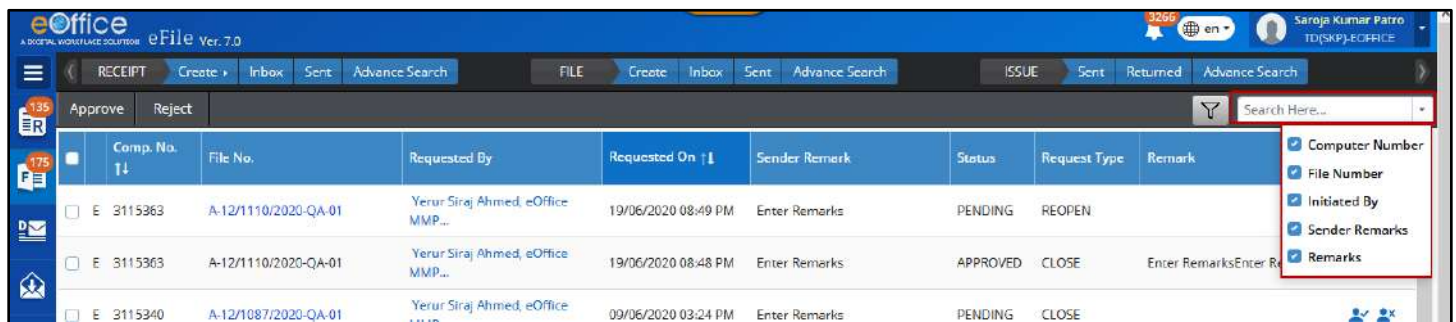 eOffice
A DIGITAL WORKPLACE SOLUTION
eFile Ver. 7.0
3266
en
Saroja Kumar Patro
TD(SKP)-EOFFICE
RECEIPT Create Inbox Sent Advance Search FILE Create Inbox Sent Advance Search ISSUE Sent Returned Advance Search
135
R
Approve Reject
Search Here...
Computer Number
File Number
Initiated By
Sender Remarks
Remarks
175
F
D
Comp. No. File No. Requested By Requested On Sender Remark Status Request Type Remark
E 3115363 A-12/1110/2020-QA-01 Yerur Siraj Ahmed, eOffice 19/06/2020 08:49 PM Enter Remarks PENDING REOPEN
MMP...
E 3115363 A-12/1110/2020-QA-01 Yerur Siraj Ahmed, eOffice 19/06/2020 08:48 PM Enter Remarks APPROVED CLOSE Enter RemarksEnter Re
MMP...
E 3115340 A-12/1087/2020-QA-01 Yerur Siraj Ahmed, eOffice 09/06/2020 03:24 PM Enter Remarks PENDING CLOSE